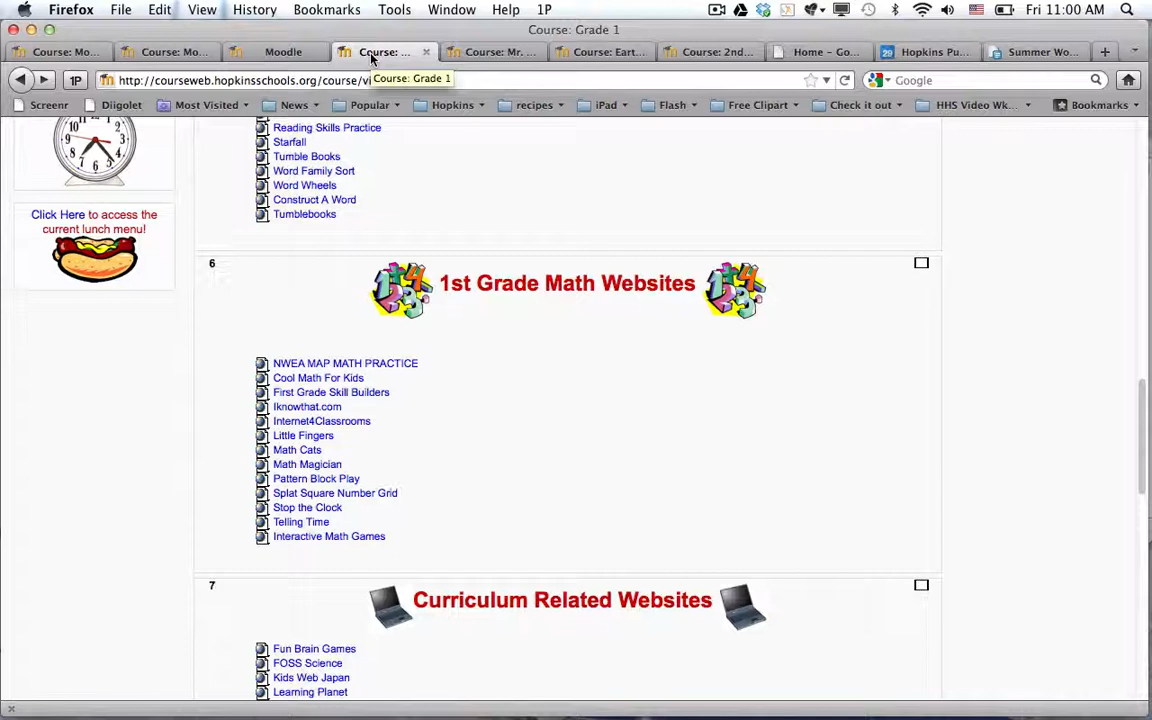 Firefox File Edit View History Bookmarks Tools Window Help 1P Fri 11:00 AM
Course: Grade 1
Course: Mo... Course: Mo... Moodle Course: ... Course: Mr. ... Course: Eart... Course: 2nd... Home – Go... 29 Hopkins Pu... Summer Wo...
1P http://courseweb.hopkinsschools.org/course/vi Google
Course: Grade 1
Screenr Diigolet Most Visited News Popular Hopkins recipes iPad Flash Free Clipart Check it out HHS Video Wk... Bookmarks
Reading Skills Practice
Starfall
Tumble Books
Word Family Sort
Word Wheels
Construct A Word
Tumblebooks
Click Here to access the
current lunch menu!
6
1st Grade Math Websites
NWEA MAP MATH PRACTICE
Cool Math For Kids
First Grade Skill Builders
Iknowthat.com
Internet4Classrooms
Little Fingers
Math Cats
Math Magician
Pattern Block Play
Splat Square Number Grid
Stop the Clock
Telling Time
Interactive Math Games
7
Curriculum Related Websites
Fun Brain Games
FOSS Science
Kids Web Japan
Learning Planet